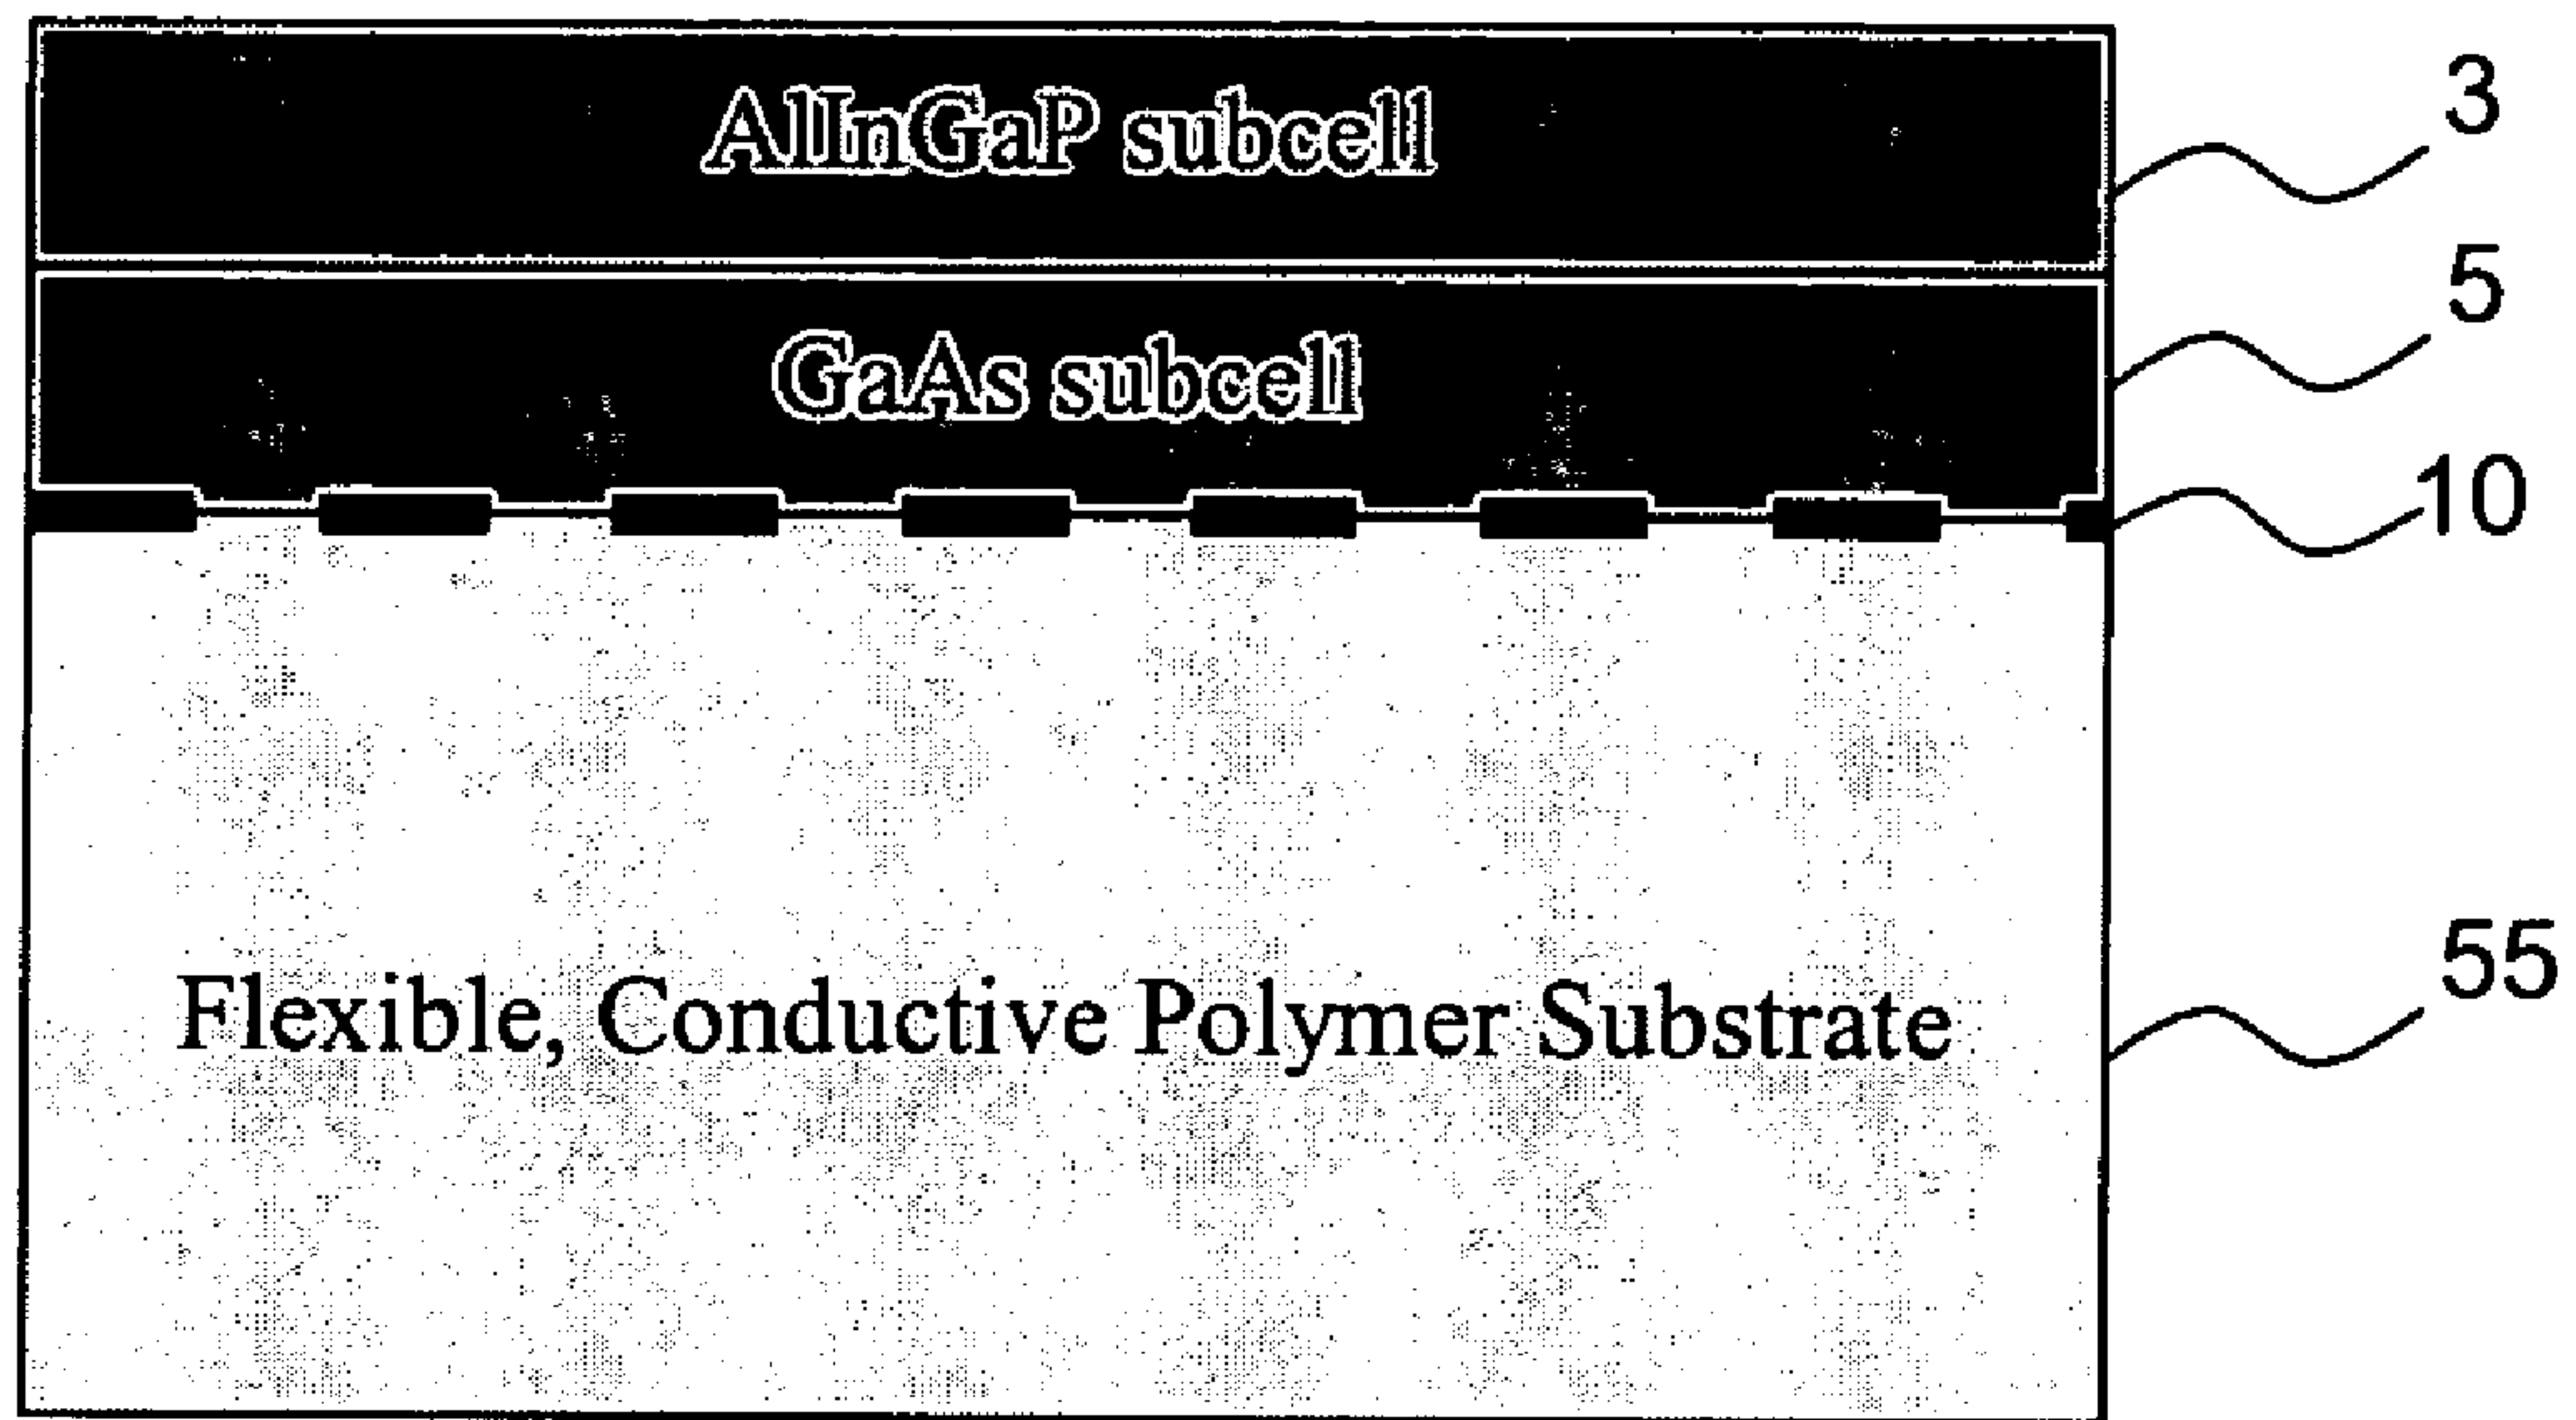 AlInGaP subcell
3
GaAs subcell
5
10
Flexible, Conductive Polymer Substrate
55